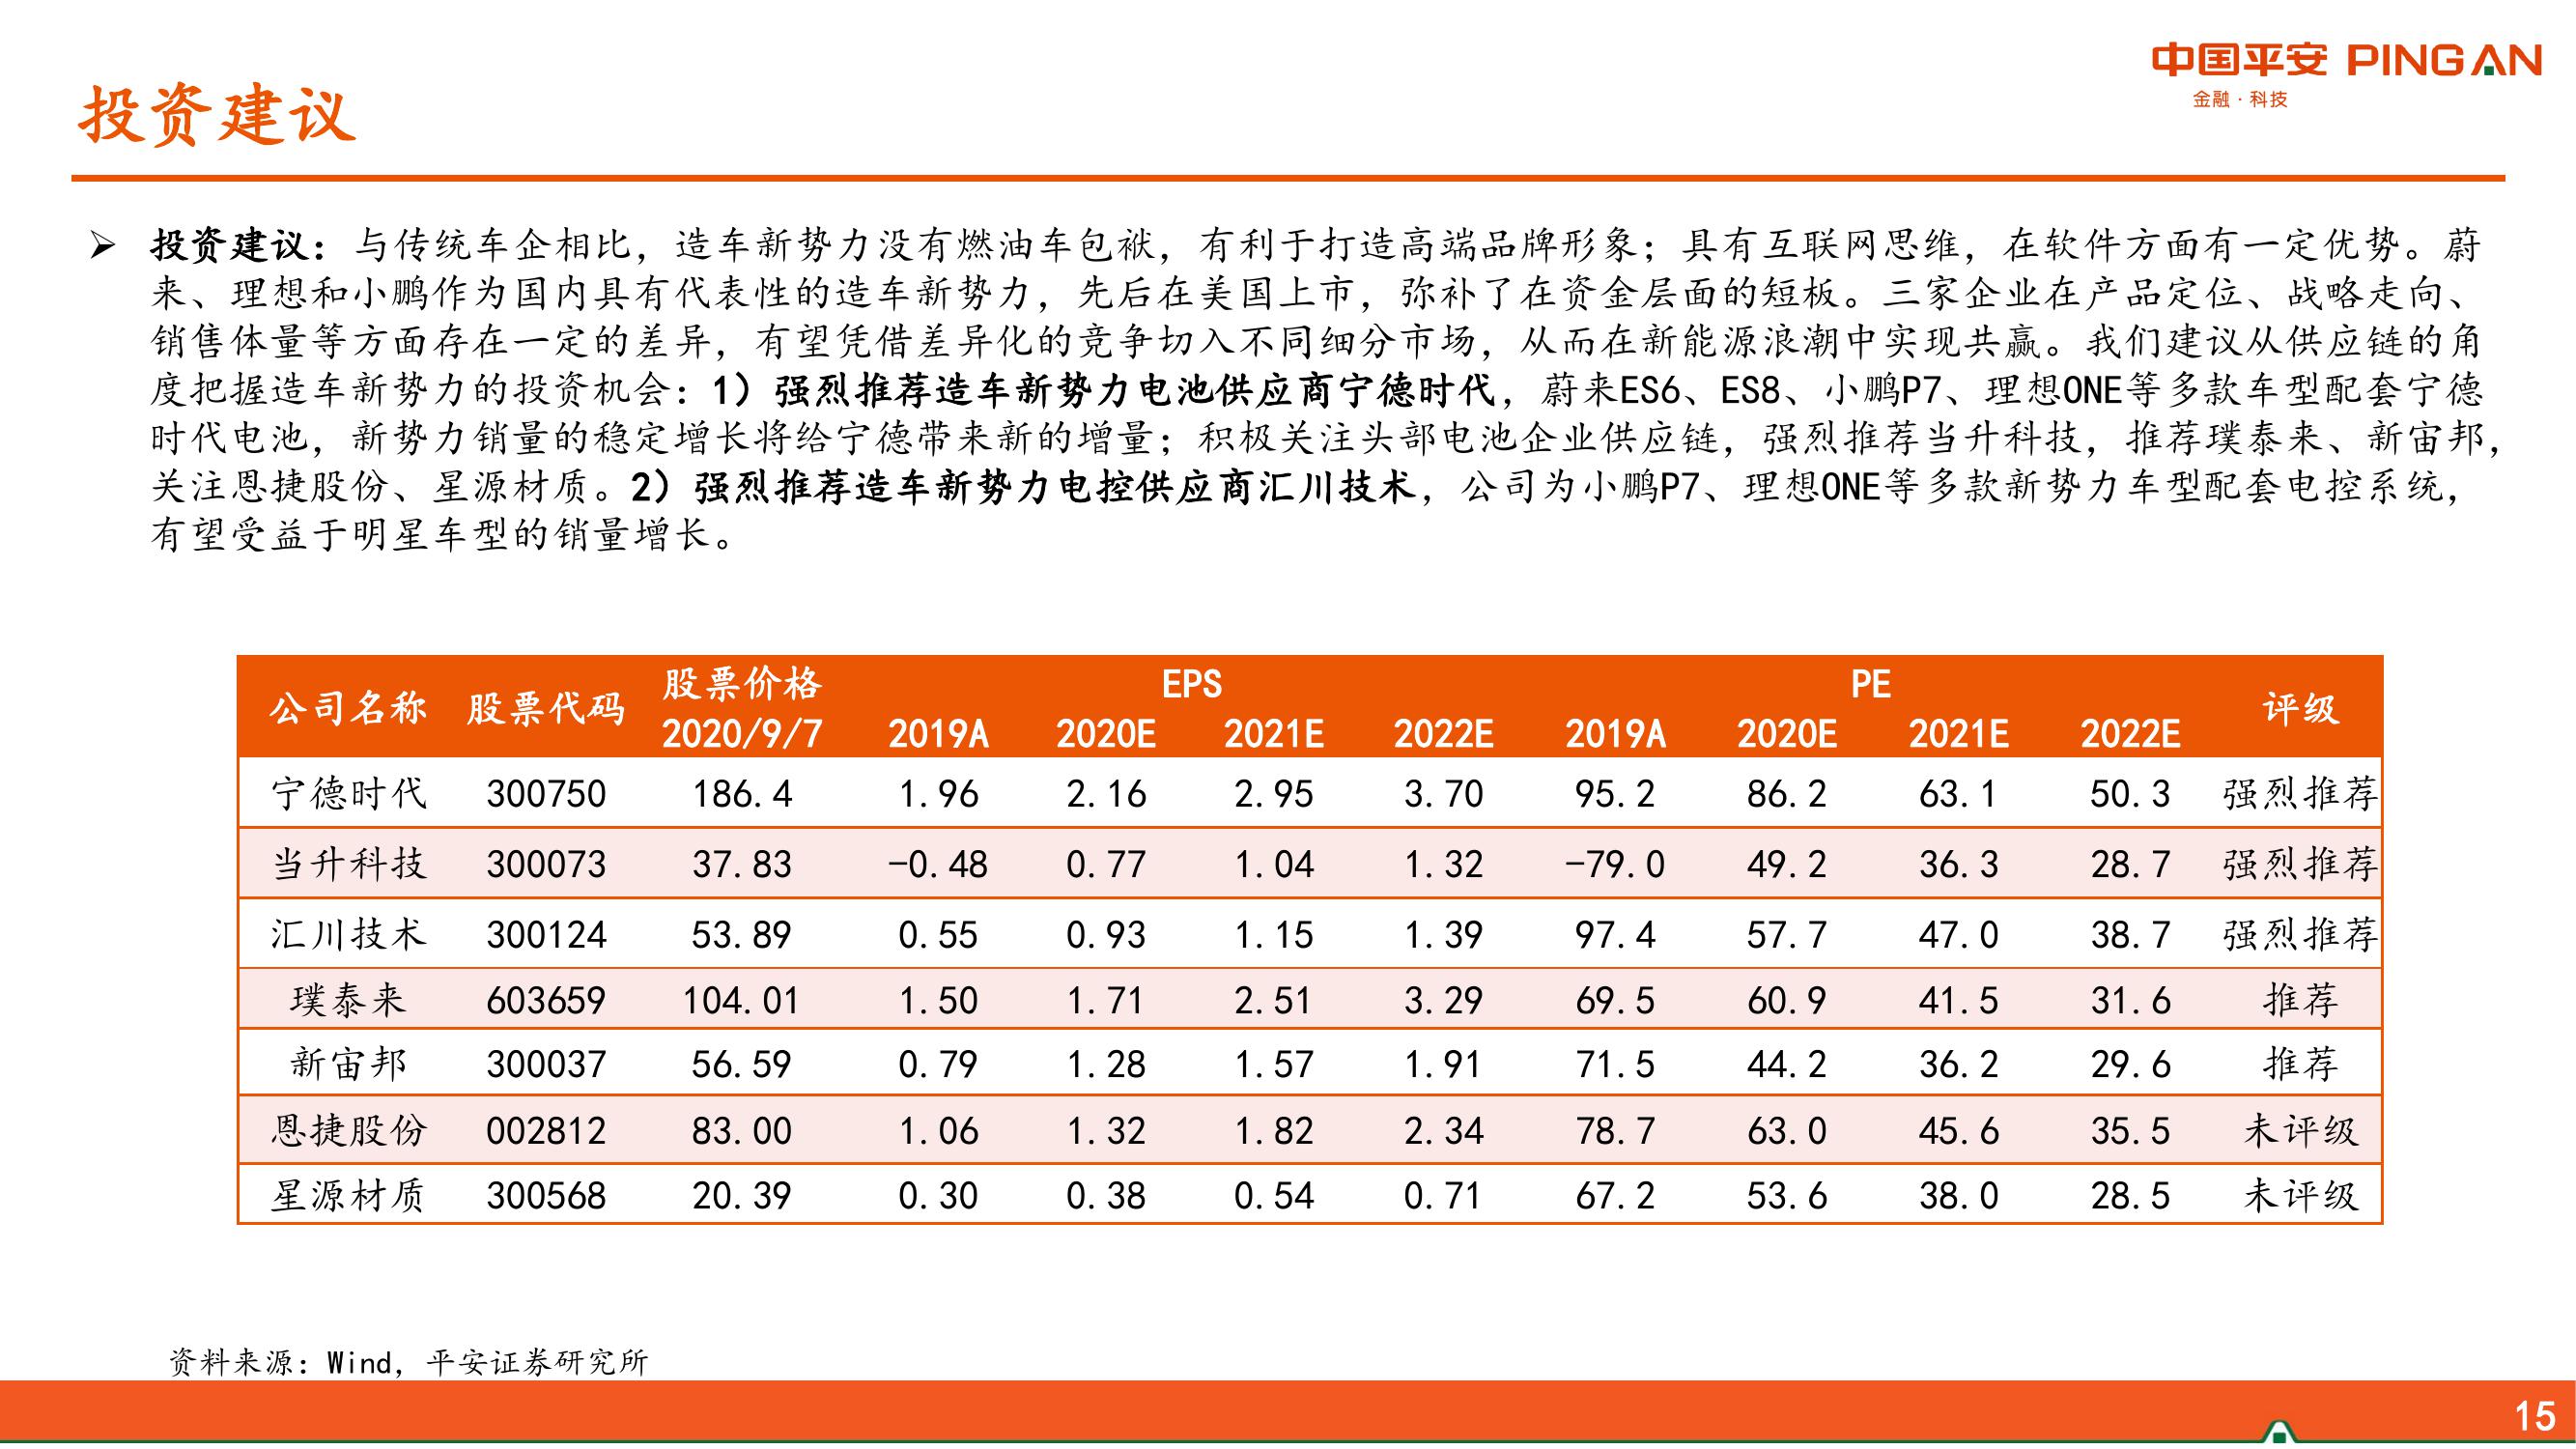 中国平安 PING AN
金融·科技
投资建议
➢ 投资建议：与传统车企相比，造车新势力没有燃油车包袱，有利于打造高端品牌形象；具有互联网思维，在软件方面有一定优势。蔚
来、理想和小鹏作为国内具有代表性的造车新势力，先后在美国上市，弥补了在资金层面的短板。三家企业在产品定位、战略走向、
销售体量等方面存在一定的差异，有望凭借差异化的竞争切入不同细分市场，从而在新能源浪潮中实现共赢。我们建议从供应链的角
度把握造车新势力的投资机会：1）强烈推荐造车新势力电池供应商宁德时代，蔚来ES6、ES8、小鹏P7、理想ONE等多款车型配套宁德
时代电池，新势力销量的稳定增长将给宁德带来新的增量；积极关注头部电池企业供应链，强烈推荐当升科技，推荐璞泰来、新宙邦，
关注恩捷股份、星源材质。2）强烈推荐造车新势力电控供应商汇川技术，公司为小鹏P7、理想ONE等多款新势力车型配套电控系统，
有望受益于明星车型的销量增长。
公司名称 股票代码 股票价格 EPS PE 评级
2020/9/7 2019A 2020E 2021E 2022E 2019A 2020E 2021E 2022E
宁德时代 300750 186.4 1.96 2.16 2.95 3.70 95.2 86.2 63.1 50.3 强烈推荐
当升科技 300073 37.83 -0.48 0.77 1.04 1.32 -79.0 49.2 36.3 28.7 强烈推荐
汇川技术 300124 53.89 0.55 0.93 1.15 1.39 97.4 57.7 47.0 38.7 强烈推荐
璞泰来 603659 104.01 1.50 1.71 2.51 3.29 69.5 60.9 41.5 31.6 推荐
新宙邦 300037 56.59 0.79 1.28 1.57 1.91 71.5 44.2 36.2 29.6 推荐
恩捷股份 002812 83.00 1.06 1.32 1.82 2.34 78.7 63.0 45.6 35.5 未评级
星源材质 300568 20.39 0.30 0.38 0.54 0.71 67.2 53.6 38.0 28.5 未评级
资料来源：Wind，平安证券研究所
15